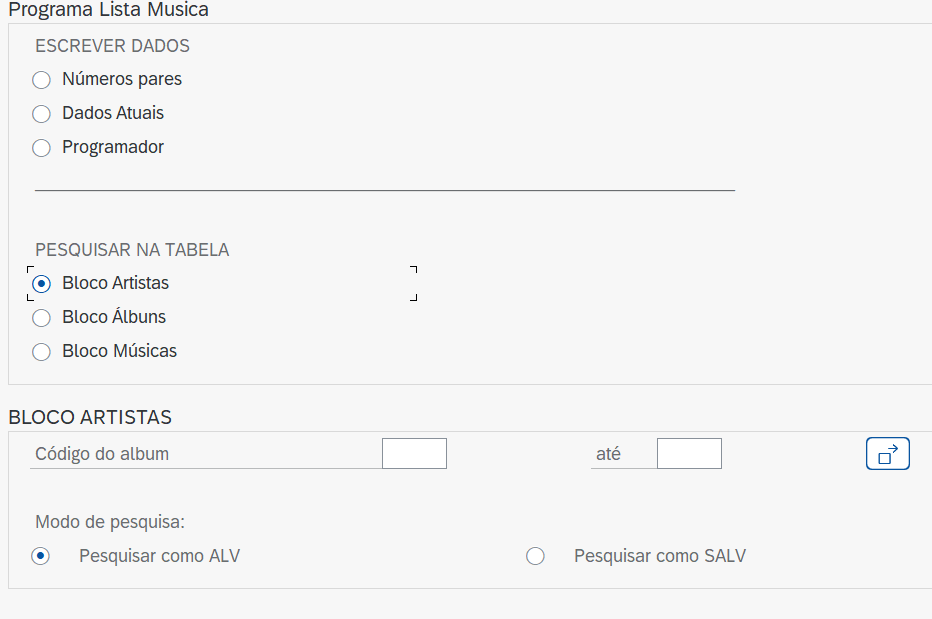 Programa Lista Musica
ESCREVER DADOS
Números pares
Dados Atuais
Programador
PESQUISAR NA TABELA
Bloco Artistas
Bloco Álbuns
Bloco Músicas
BLOCO ARTISTAS
Código do album até
Modo de pesquisa:
Pesquisar como ALV Pesquisar como SALV